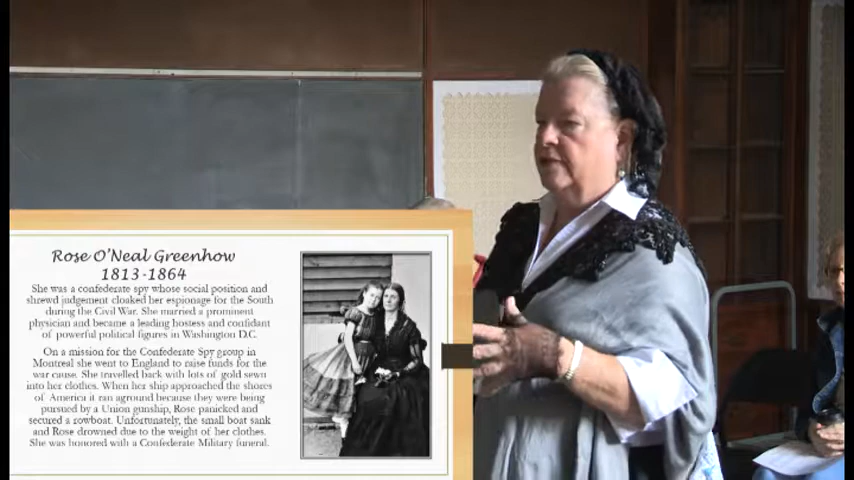 Rose O'Neal Greenhow
1813-1864
She was a confederate spy whose social position and
shrewd judgement cloaked her espionage for the South
during the Civil War. She married a prominent
physician and became a leading hostess and confidant
of powerful political figures in Washington D.C.
On a mission for the Confederate Spy group in
Montreal she went to England to raise funds for the
war cause. She travelled back with lots of gold sewn
into her clothes. When her ship approached the shores
of America it ran aground because they were being
pursued by a Union gunship, Rose panicked and
secured a rowboat. Unfortunately, the small boat sank
and Rose drowned due to the weight of her clothes.
She was honored with a Confederate Military funeral.